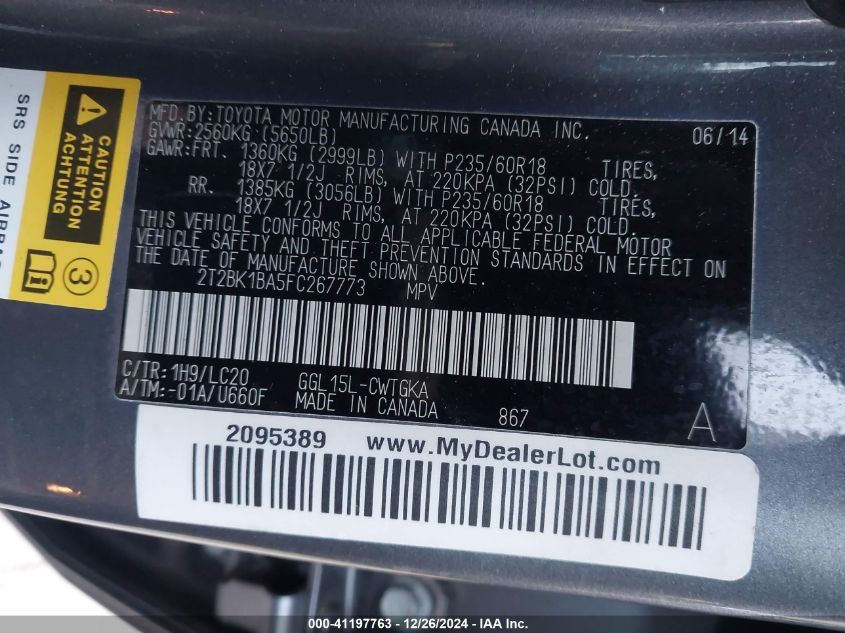 SRS SIDE AIRBAG
CAUTION
ATTENTION
3
MFD.BY:TOYOTA MOTOR MANUFACTURING CANADA INC. 06/14
GVWR:2560KG (5650LB)
GAWR:FRT. 1360KG (2999LB) WITH P235/60R18 TIRES,
18X7 1/2J RIMS, AT 220KPA (32PSI) COLD.
RR. 1385KG (3056LB) WITH P235/60R18 TIRES,
18X7 1/2J RIMS, AT 220KPA (32PSI) COLD.
THIS VEHICLE CONFORMS TO ALL APPLICABLE FEDERAL MOTOR
VEHICLE SAFETY AND THEFT PREVENTION STANDARDS IN EFFECT ON
THE DATE OF MANUFACTURE SHOWN ABOVE.
2T2BK1BA5FC267773 MPV
C/TR:1H9/LC20 GGL15L-CWTGKA
A/TM:-01A/U660F MADE IN CANADA 867 A
2095389 www.MyDealerLot.com
000-41197763 - 12/26/2024 - IAA Inc.